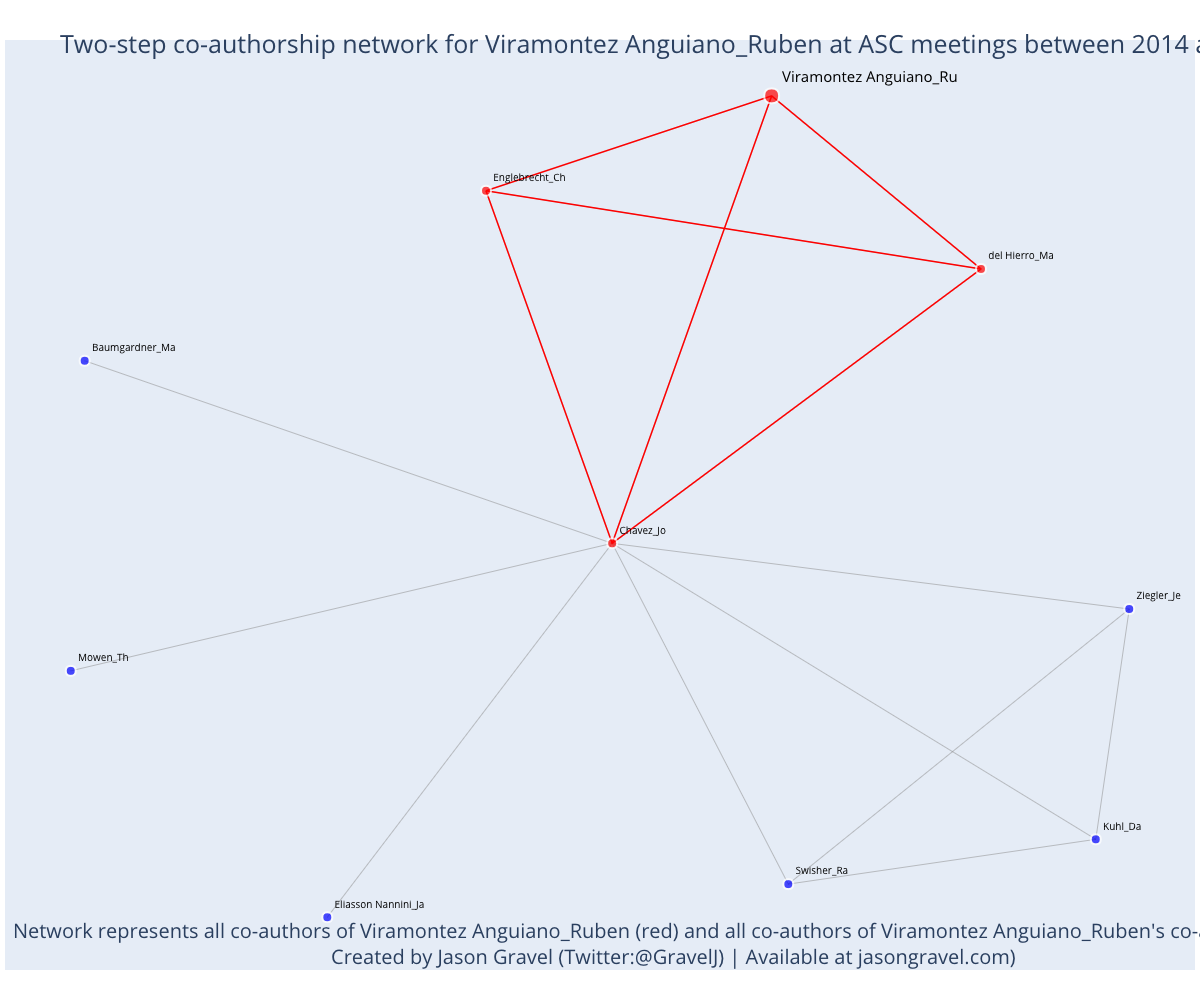 Two-step co-authorship network for Viramontez Anguiano_Ruben at ASC meetings between 2014
Viramontez Anguiano_Ru
Englebrecht_Ch
del Hierro_Ma
Baumgardner_Ma
Chavez_Jo
Ziegler_Je
Mowen_Th
Kuhl_Da
Swisher_Ra
Eliasson Nannini_Ja
Network represents all co-authors of Viramontez Anguiano_Ruben (red) and all co-authors of Viramontez Anguiano_Ruben's
Created by Jason Gravel (Twitter:@GravelJ) | Available at jasongravel.com)